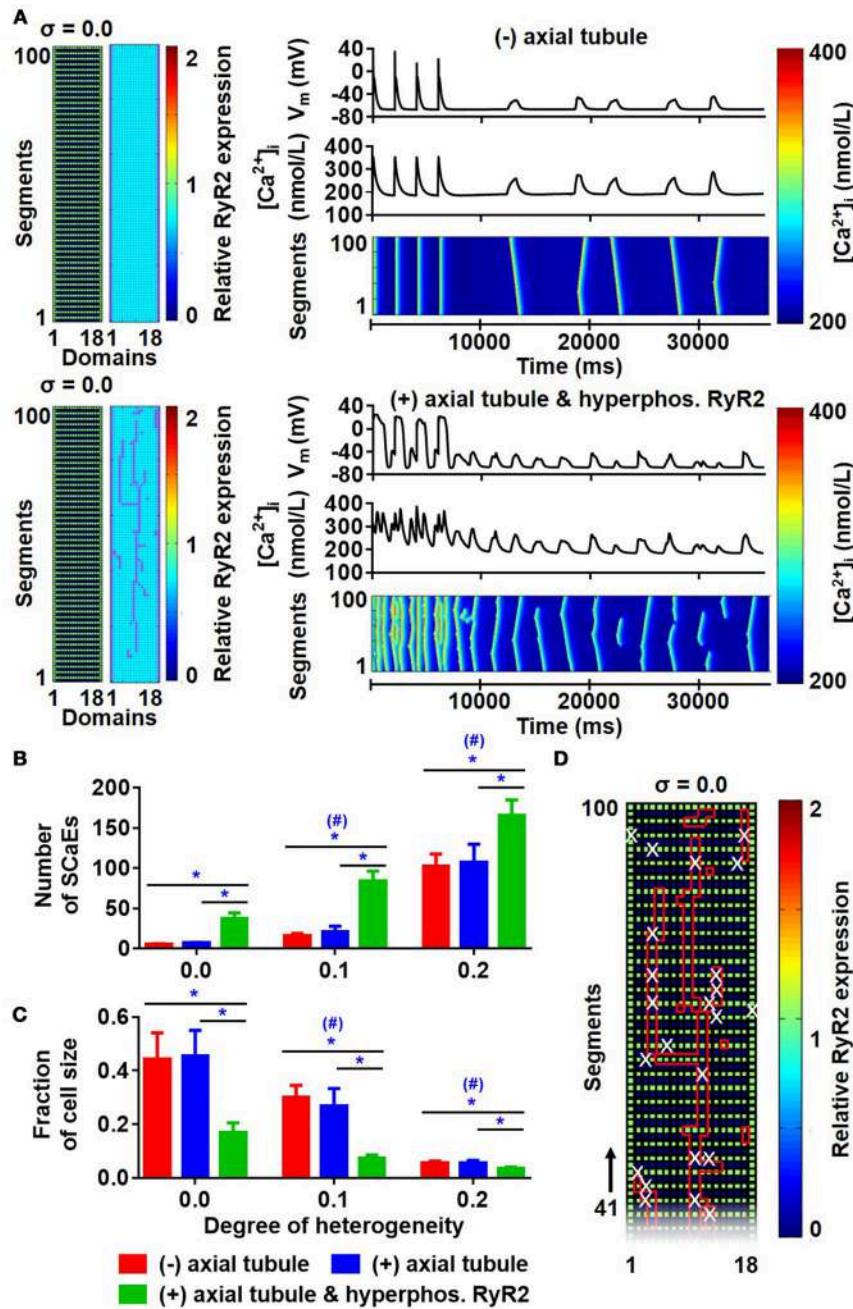 A
σ = 0.0
100
Segments
1
1 18 18
Domains
2
1
0
Relative RyR2 expression
(-) axial tubule
40
0
-40
-80
Vm (mV)
400
300
200
100
[Ca2+]i (nmol/L)
100
1
Segments
10000 20000 30000
Time (ms)
400
200
[Ca2+]i (nmol/L)
σ = 0.0
100
Segments
1
1 18 1 18
Domains
2
1
0
Relative RyR2 expression
(+) axial tubule & hyperphos. RyR2
40
0
-40
-80
Vm (mV)
400
300
200
100
[Ca2+]i (nmol/L)
100
1
Segments
10000 20000 30000
Time (ms)
400
200
[Ca2+]i (nmol/L)
B
Number of SCaEs
200
150
100
50
0
*
*
(#)
*
*
(#)
*
*
0.0 0.1 0.2
C
Fraction of cell size
0.6
0.4
0.2
0.0
*
*
(#)
*
*
(#)
*
*
0.0 0.1 0.2
Degree of heterogeneity
(-) axial tubule (+) axial tubule
(+) axial tubule & hyperphos. RyR2
D
σ = 0.0
100
Segments
41
1 18
2
1
0
Relative RyR2 expression